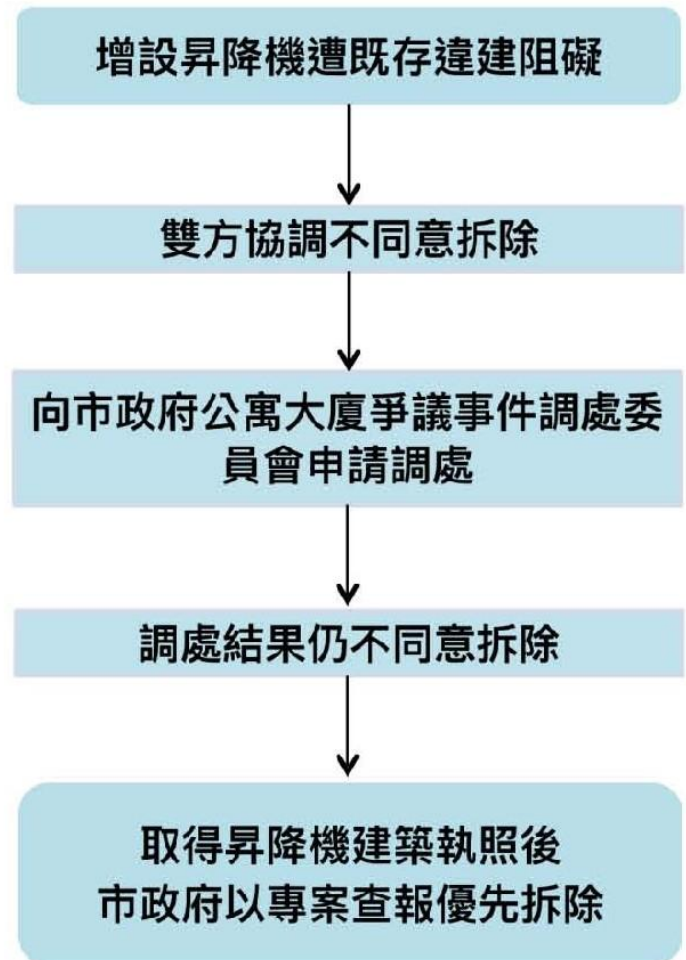 增設昇降機遭既存違建阻礙
雙方協調不同意拆除
向市政府公寓大廈爭議事件調處委
員會申請調處
調處結果仍不同意拆除
取得昇降機建築執照後
市政府以專案查報優先拆除